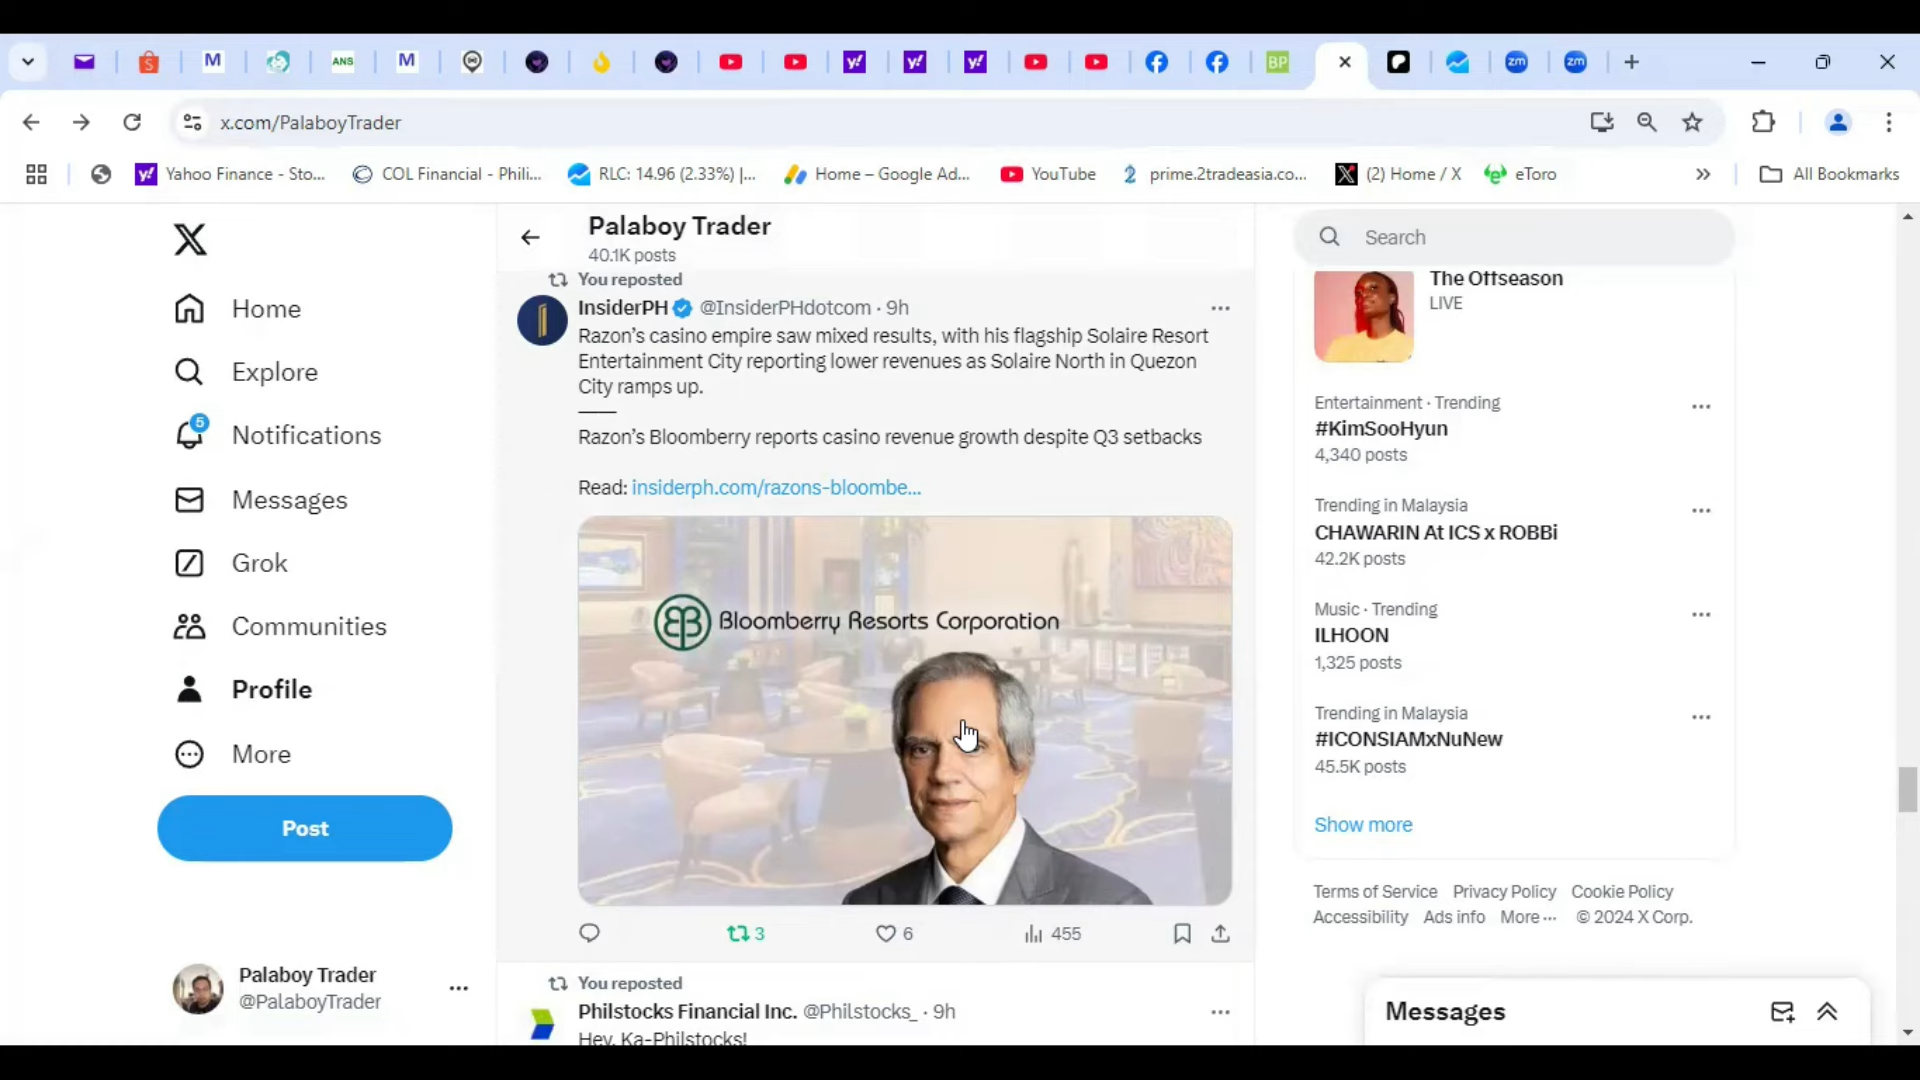 M
ANS
M
BP
zm
zm
x.com/PalaboyTrader
Yahoo Finance - Sto...
COL Financial - Phili...
RLC: 14.96 (2.33%) |...
Home – Google Ad...
YouTube
prime.2tradeasia.co...
(2) Home / X
eToro
All Bookmarks
Home
Explore
5
Notifications
Messages
Grok
Communities
Profile
More
Post
Palaboy Trader
@PalaboyTrader
Palaboy Trader
40.1K posts
You reposted
InsiderPH @InsiderPHdotcom · 9h
Razon’s casino empire saw mixed results, with his flagship Solaire Resort
Entertainment City reporting lower revenues as Solaire North in Quezon
City ramps up.
——
Razon’s Bloomberry reports casino revenue growth despite Q3 setbacks
Read: insiderph.com/razons-bloombe...
Bloomberry Resorts Corporation
3
6
455
You reposted
Philstocks Financial Inc. @Philstocks_ · 9h
Hey, Ka-Philstocks!
Search
The Offseason
LIVE
Entertainment · Trending
#KimSooHyun
4,340 posts
Trending in Malaysia
CHAWARIN At ICS x ROBBi
42.2K posts
Music · Trending
ILHOON
1,325 posts
Trending in Malaysia
#ICONSIAMxNuNew
45.5K posts
Show more
Terms of Service Privacy Policy Cookie Policy
Accessibility Ads info More ··· © 2024 X Corp.
Messages